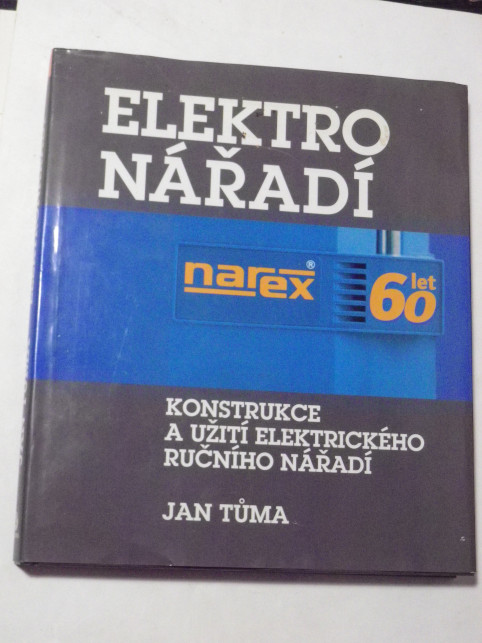 ELEKTRO
NÁŘADÍ
narex®
60 let
KONSTRUKCE
A UŽITÍ ELEKTRICKÉHO
RUČNÍHO NÁŘADÍ
JAN TŮMA